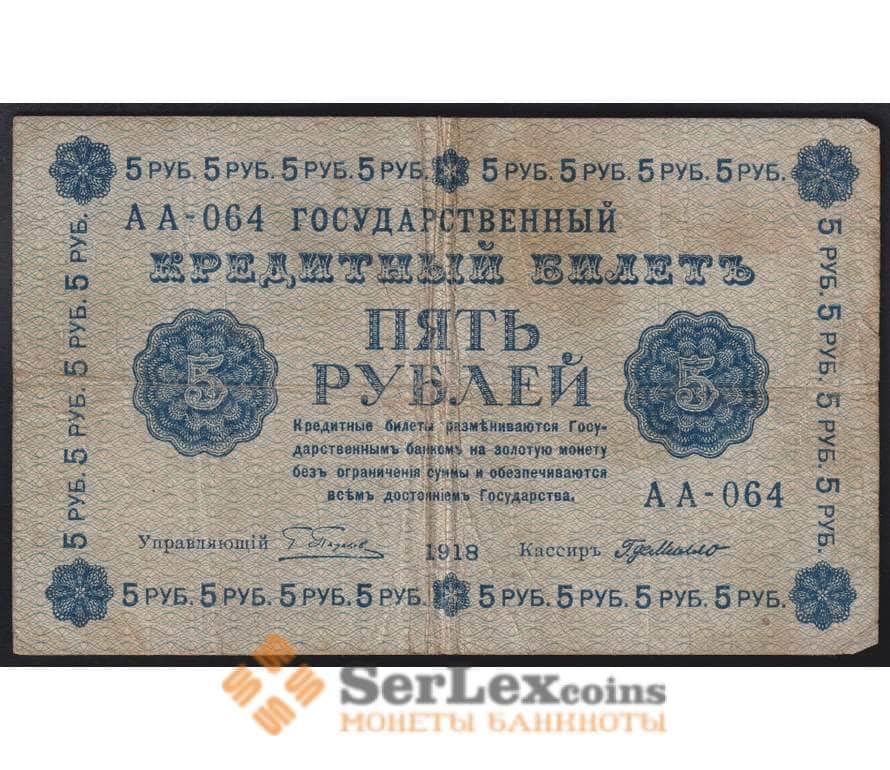 5 РУБ. 5 РУБ. 5 РУБ. 5 РУБ. 5 РУБ. 5 РУБ. 5 РУБ. 5 РУБ.
АА-064 ГОСУДАРСТВЕННЫЙ
КРЕДИТНЫЙ БИЛЕТЪ
ПЯТЬ
РУБЛЕЙ
5
5
Кредитные билеты размѣниваются Госу-
дарственнымъ банкомъ на золотую монету
безъ ограниченія суммы и обезпечиваются
всѣмъ достояніемъ Государства.
АА-064
Управляющій
1918
Кассиръ
5 РУБ. 5 РУБ. 5 РУБ. 5 РУБ. 5 РУБ. 5 РУБ. 5 РУБ. 5 РУБ.
5 РУБ. 5 РУБ. 5 РУБ. 5 РУБ.
5 РУБ. 5 РУБ. 5 РУБ. 5 РУБ.
SerLexcoins
МОНЕТЫ БАНКНОТЫ